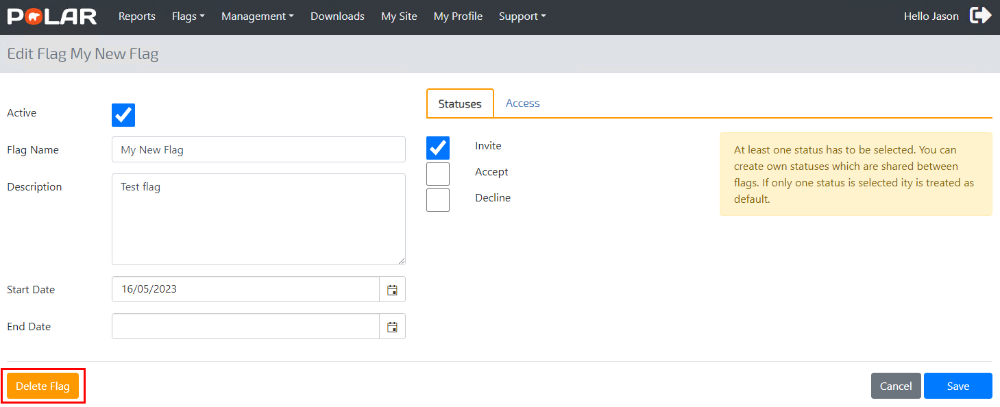 POLAR Reports Flags Management Downloads My Site My Profile Support Hello Jason
Edit Flag My New Flag
Active
Flag Name My New Flag
Description Test flag
Start Date 16/05/2023
End Date
Statuses Access
Invite
Accept
Decline
At least one status has to be selected. You can
create own statuses which are shared between
flags. If only one status is selected ity is treated as
default.
Delete Flag Cancel Save